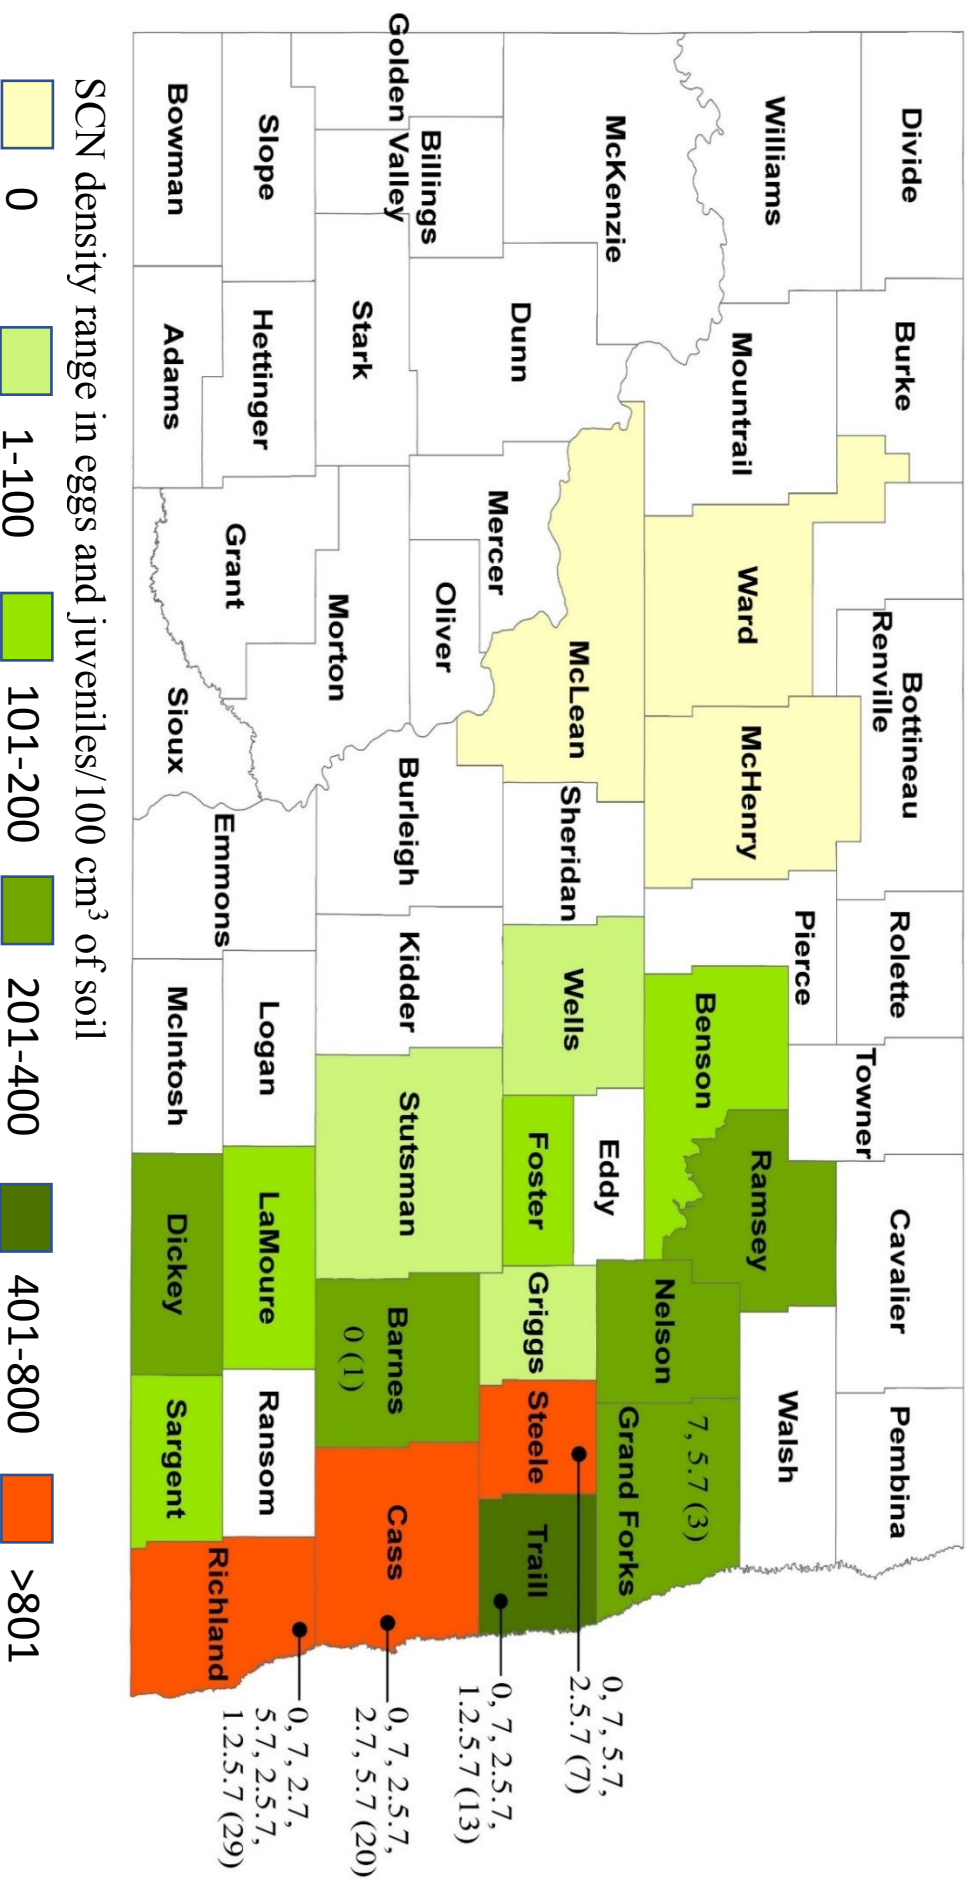 Divide
Burke
Renville
Bottineau
Rolette
Towner
Cavalier
Pembina
Williams
Mountrail
Ward
McHenry
Pierce
Benson
Ramsey
Walsh
McKenzie
McLean
Sheridan
Wells
Eddy
Foster
Nelson
7, 5.7 (3)
Grand Forks
Dunn
Mercer
Oliver
Griggs
Steele
Traill
0, 7, 5.7,
2.5.7 (7)
0, 7, 2.5.7,
1.2.5.7 (13)
Golden Valley
Billings
Stark
Morton
Burleigh
Kidder
Stutsman
Barnes
0 (1)
Cass
0, 7, 2.5.7,
2.7, 5.7 (20)
Slope
Hettinger
Grant
Emmons
Logan
LaMoure
Ransom
Richland
0, 7, 2.7,
5.7, 2.5.7,
1.2.5.7 (29)
Bowman
Adams
Sioux
McIntosh
Dickey
Sargent
SCN density range in eggs and juveniles/100 cm³ of soil
0
1-100
101-200
201-400
401-800
>801